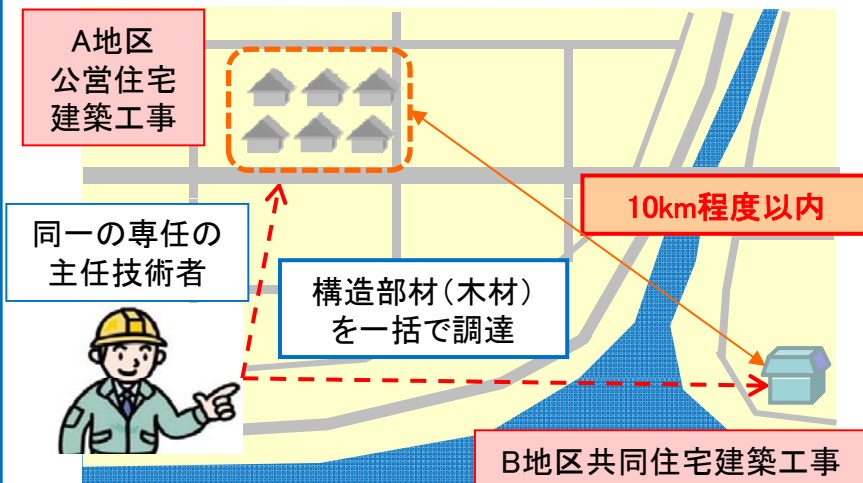 A地区
公営住宅
建築工事
10km程度以内
同一の専任の
主任技術者
構造部材(木材)
を一括で調達
B地区共同住宅建築工事